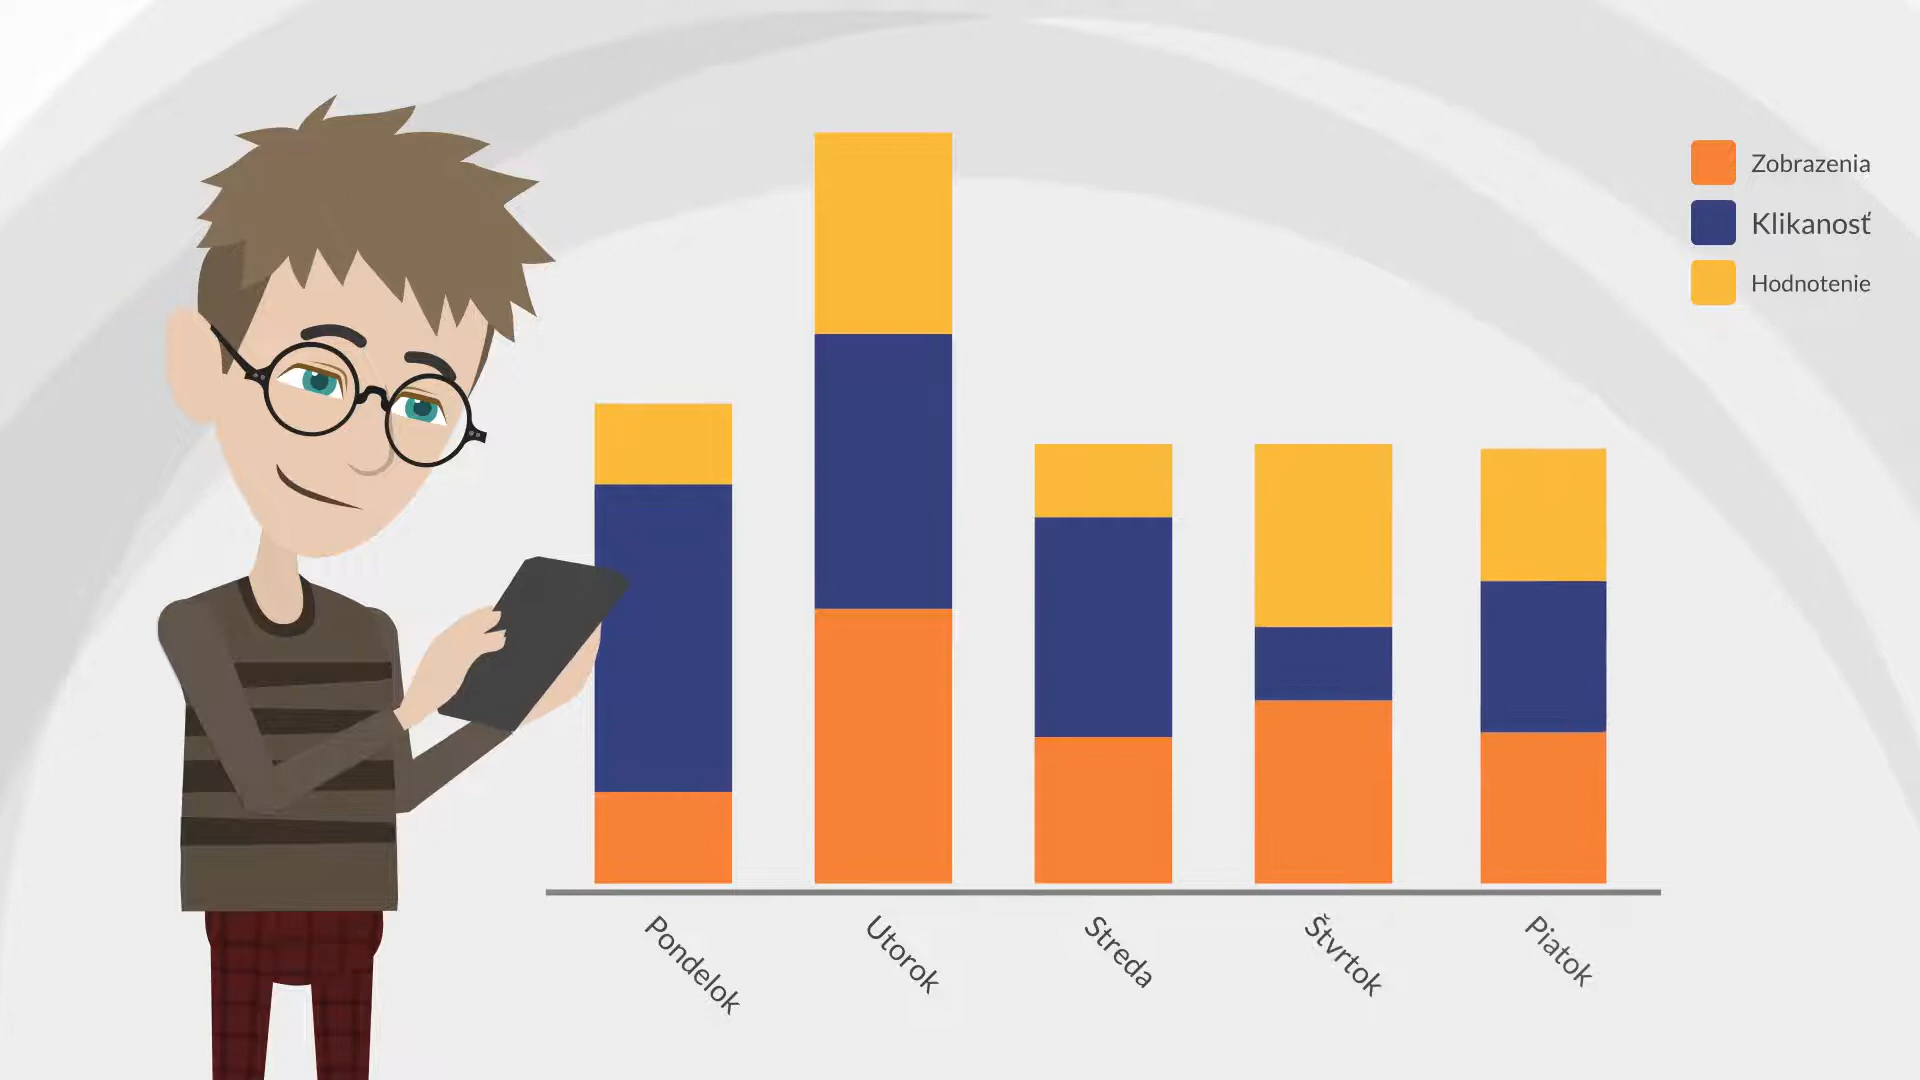 Zobrazenia
Klikanosť
Hodnotenie
Pondelok
Utorok
Streda
Štvrtok
Piatok